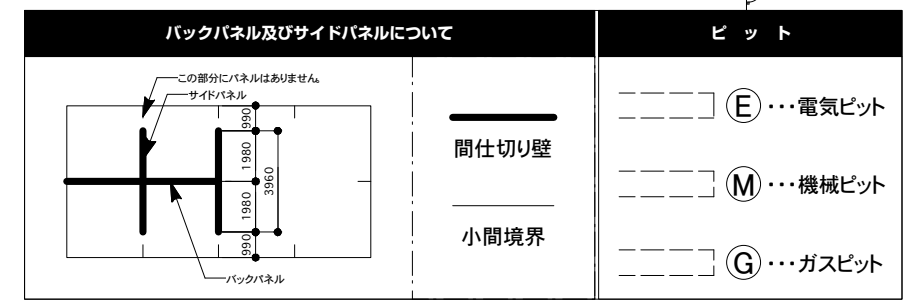 バックパネル及びサイドパネルについて
この部分にパネルはありません。
サイドパネル
990
1980
3960
1980
990
バックパネル
間仕切り壁
小間境界
ピット
E・・・電気ピット
M・・・機械ピット
G・・・ガスピット